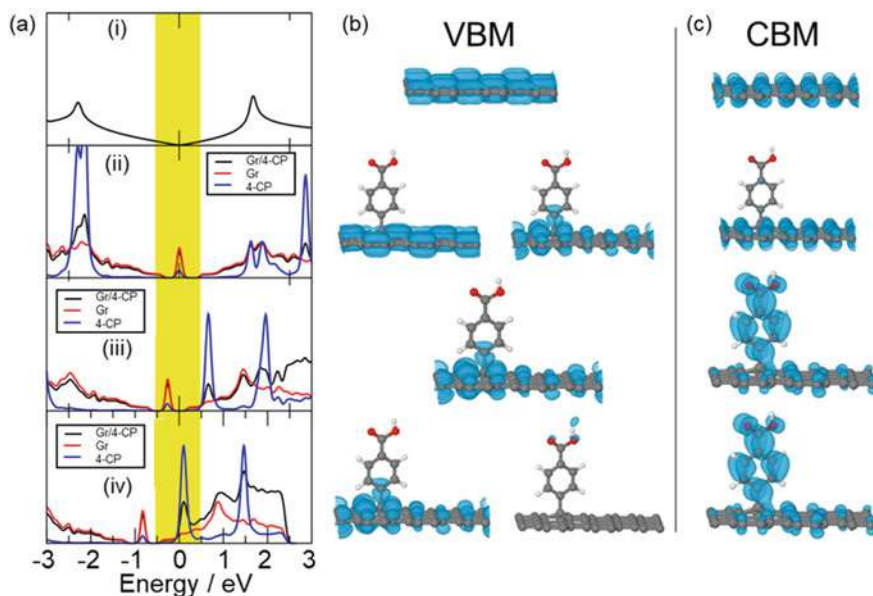 (a)
(b)
VBM
(c)
CBM
(i)
(ii)
Gr/4-CP
Gr
4-CP
Gr/4-CP
Gr
4-CP
(iii)
Gr/4-CP
Gr
4-CP
(iv)
-3 -2 -1 0 1 2 3
Energy / eV